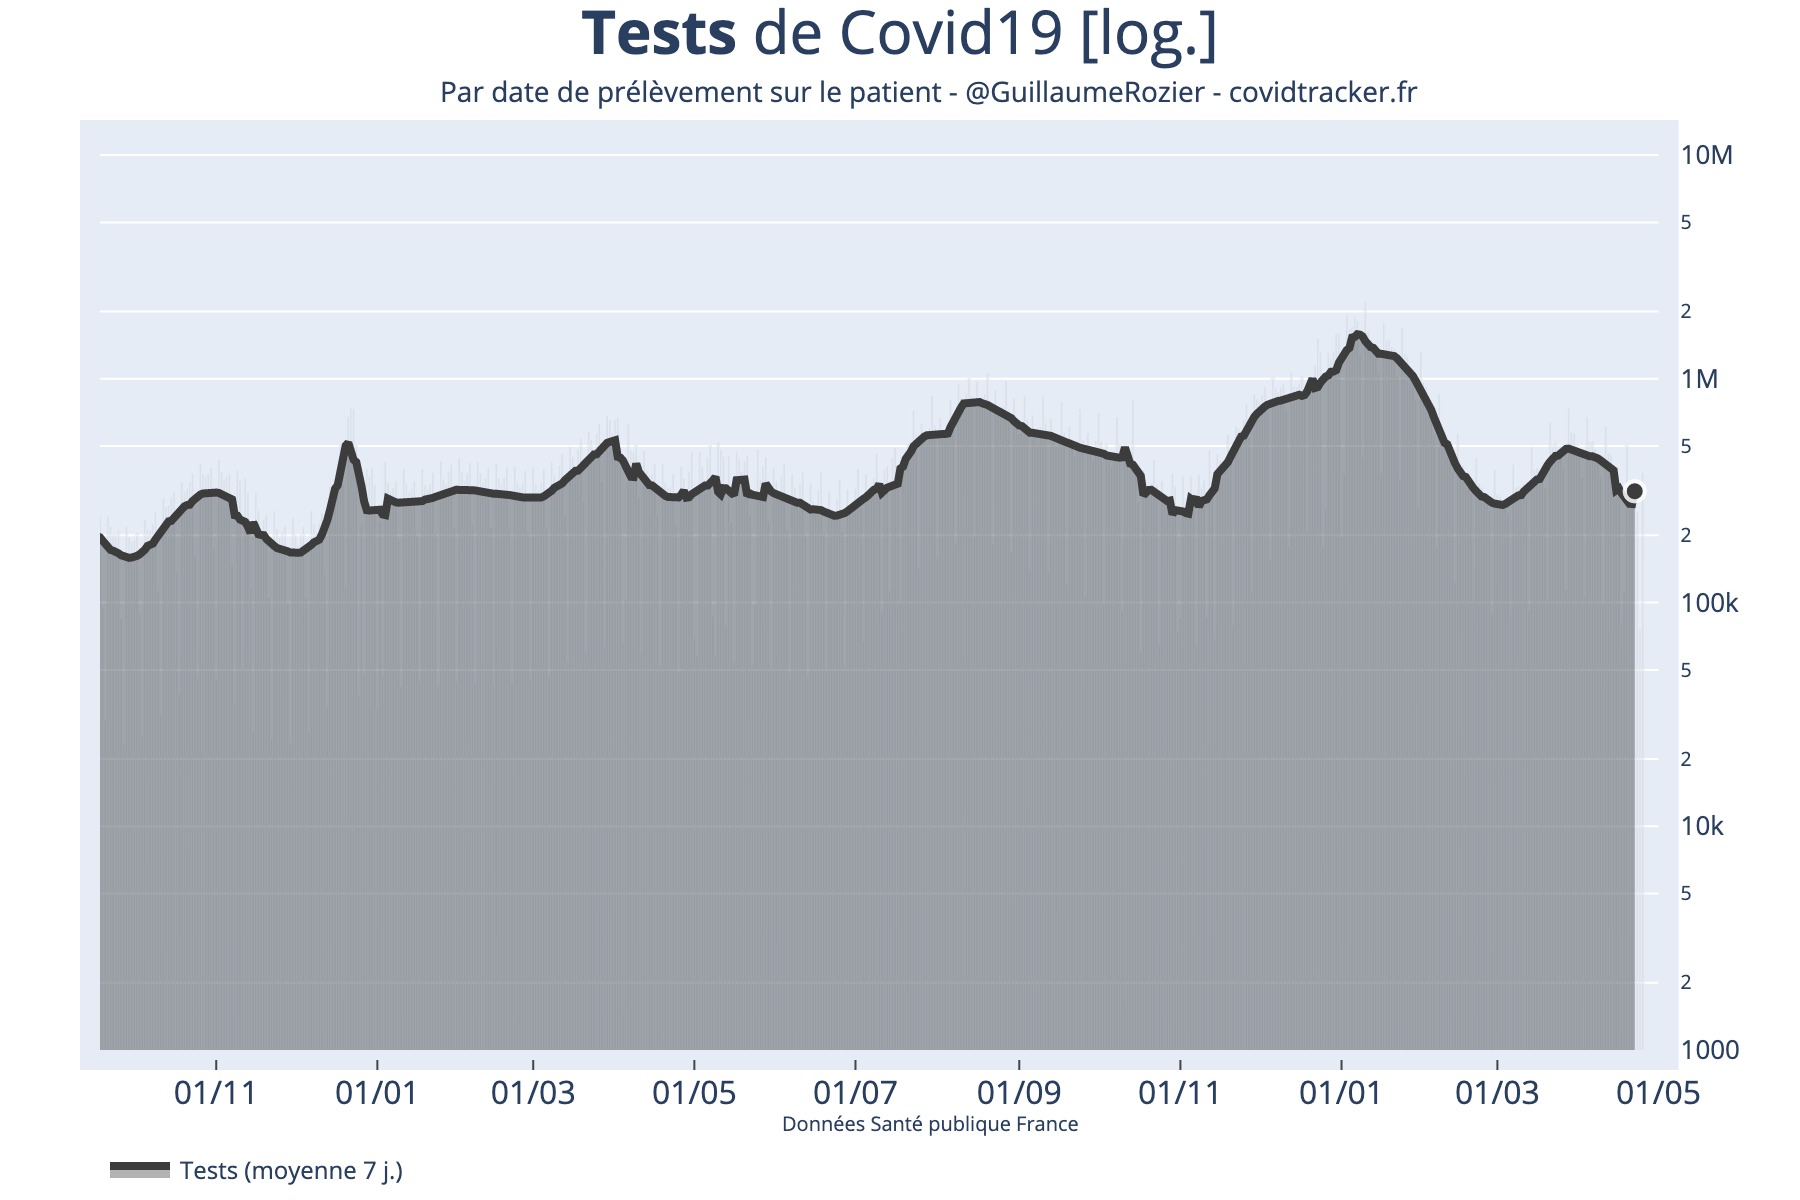 Tests de Covid19 [log.]
Par date de prélèvement sur le patient - @GuillaumeRozier - covidtracker.fr
10M
5
2
1M
5
2
100k
5
2
10k
5
2
1000
01/11 01/01 01/03 01/05 01/07 01/09 01/11 01/01 01/03 01/05
Données Santé publique France
Tests (moyenne 7 j.)